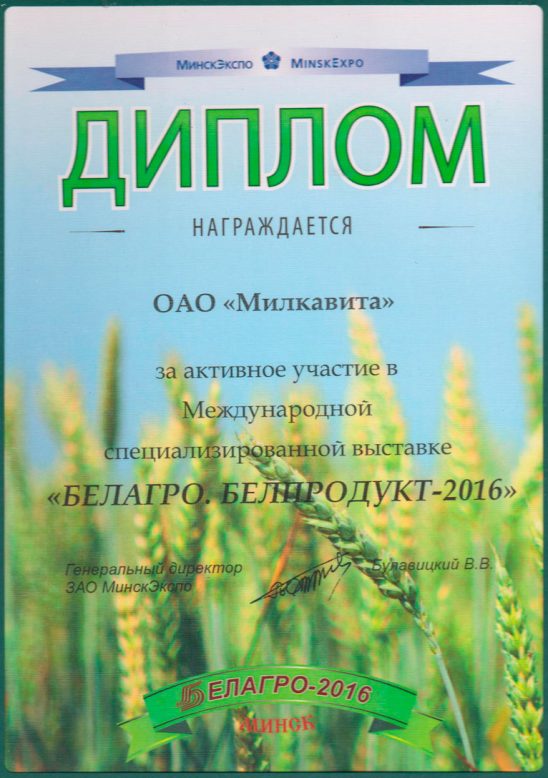 МИНСКЭКСПО MINSKEXPO
ДИПЛОМ
НАГРАЖДАЕТСЯ
ОАО «Милкавита»
за активное участие в
Международной
специализированной выставке
«БЕЛАГРО. БЕЛПРОДУКТ-2016»
Генеральный директор Булавицкий В.В.
ЗАО МинскЭкспо
БЕЛАГРО-2016
МИНСК